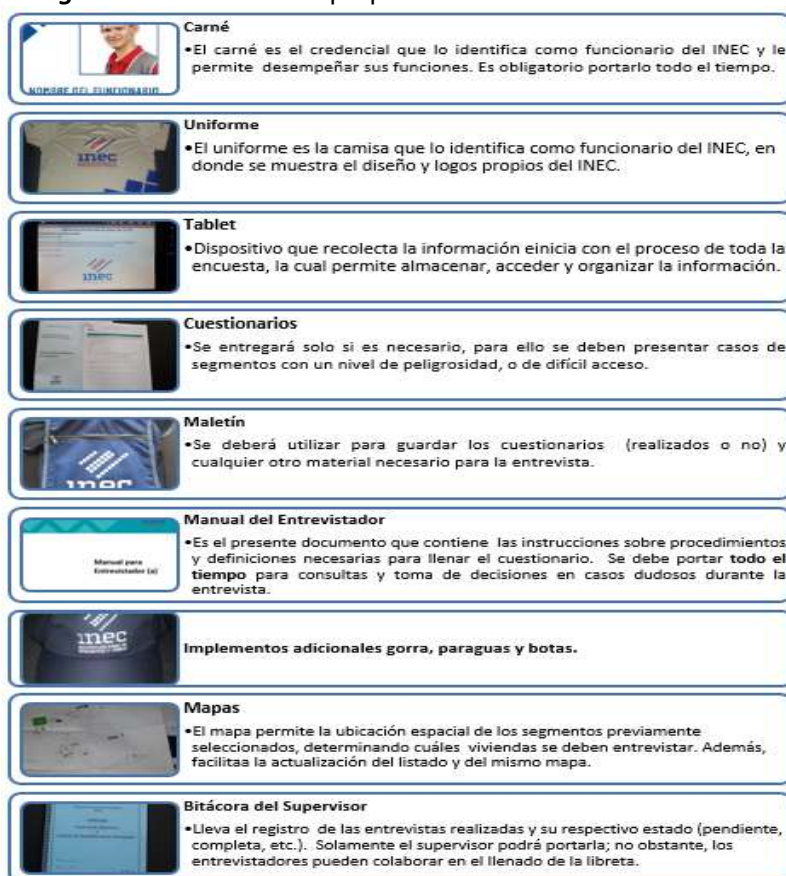 Carné
•El carné es el credencial que lo identifica como funcionario del INEC y le
permite desempeñar sus funciones. Es obligatorio portarlo todo el tiempo.
NOMBRE DEL FUNCIONARIO
Uniforme
•El uniforme es la camisa que lo identifica como funcionario del INEC, en
donde se muestra el diseño y logos propios del INEC.
inec
Tablet
•Dispositivo que recolecta la información einicia con el proceso de toda la
encuesta, la cual permite almacenar, acceder y organizar la información.
inec
Cuestionarios
•Se entregará solo si es necesario, para ello se deben presentar casos de
segmentos con un nivel de peligrosidad, o de difícil acceso.
Maletín
•Se deberá utilizar para guardar los cuestionarios (realizados o no) y
cualquier otro material necesario para la entrevista.
inec
Manual del Entrevistador
•Es el presente documento que contiene las instrucciones sobre procedimientos
y definiciones necesarias para llenar el cuestionario. Se debe portar todo el
tiempo para consultas y toma de decisiones en casos dudosos durante la
entrevista.
Manual para
Entrevistador (a)
inec
Implementos adicionales gorra, paraguas y botas.
Mapas
•El mapa permite la ubicación espacial de los segmentos previamente
seleccionados, determinando cuáles viviendas se deben entrevistar. Además,
facilitaa la actualización del listado y del mismo mapa.
Bitácora del Supervisor
•Lleva el registro de las entrevistas realizadas y su respectivo estado (pendiente,
completa, etc.). Solamente el supervisor podrá portarla; no obstante, los
entrevistadores pueden colaborar en el llenado de la libreta.